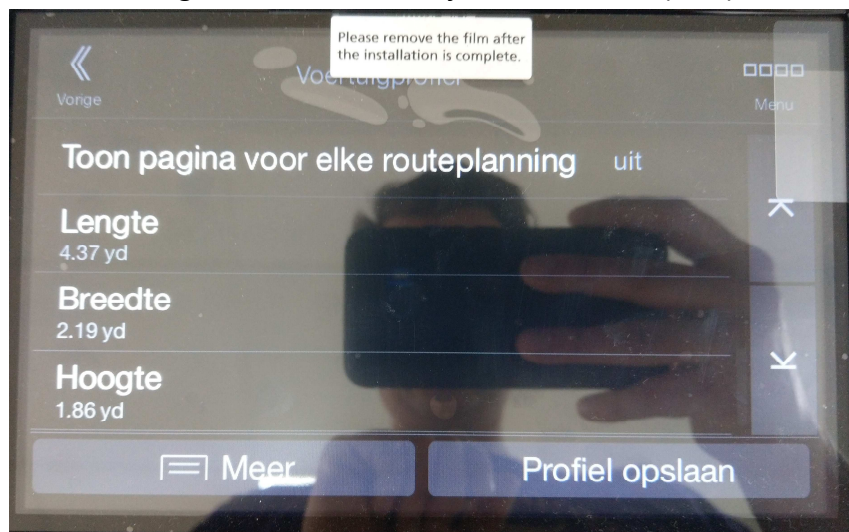 Please remove the film after
the installation is complete.
Voertuigprofiel
Vorige
Menu
Toon pagina voor elke routeplanning uit
Lengte
4.37 yd
Breedte
2.19 yd
Hoogte
1.86 yd
Meer
Profiel opslaan